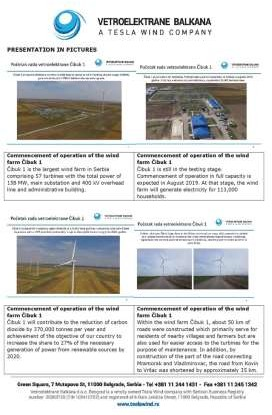 VETROELEKTRANE BALKANA
A TESLA WIND COMPANY
PRESENTATION IN PICTURES
Početak rada vetroelektrane Čibuk 1
Početak rada vetroelektrane Čibuk 1
Commencement of operation of the wind
farm Čibuk 1
Čibuk 1 is the largest wind farm in Serbia
comprising 57 turbines with the total power of
158 MW, main substation and 400 kV overhead
line and administrative building.
Commencement of operation of the wind
farm Čibuk 1
Čibuk 1 is still in the testing stage.
Commencement of operation in full capacity is
expected in August 2019. At that stage, the wind
farm will generate electricity for 113,000
households.
Početak rada vetroelektrane Čibuk 1
Početak rada vetroelektrane Čibuk 1
Commencement of operation of the wind
farm Čibuk 1
Čibuk 1 will contribute to the reduction of carbon
dioxide by 370,000 tonnes per year and
achievement of the objective of our country to
increase the share to 27% of the necessary
generation of power from renewable sources by
2020.
Commencement of operation of the wind
farm Čibuk 1
Within the wind farm Čibuk 1, about 50 km of
roads were constructed which primarily serve for
residents of nearby villages and farmers but are
also used for easier access to the turbines for the
purpose of maintenance. In addition, by
construction of the part of the road connecting
Mramorak and Vladimirovac, the road from Kovin
to Vršac was shortened by approximately 35 km.
Green Square, 7 Mutapova St, 11000 Belgrade, Serbia - Tel +381 11 244 1431 - Fax +381 11 245 1342
www.teslawind.rs